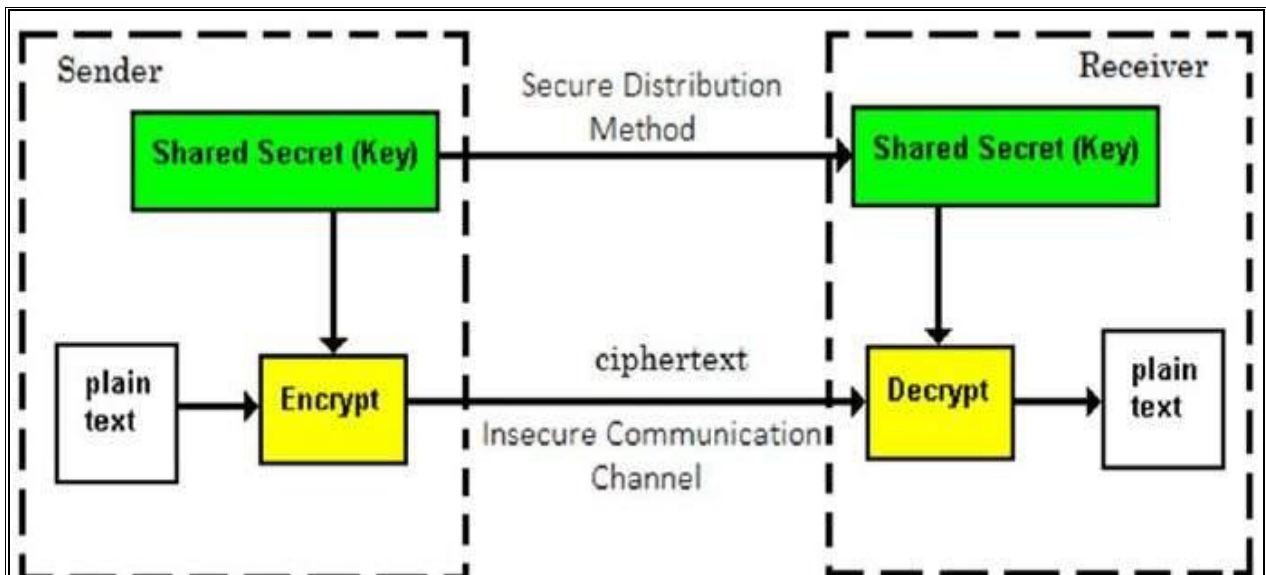 Sender
Receiver
Secure Distribution
Method
Shared Secret (Key)
Shared Secret (Key)
plain
text
Encrypt
ciphertext
Insecure Communication
Channel
Decrypt
plain
text